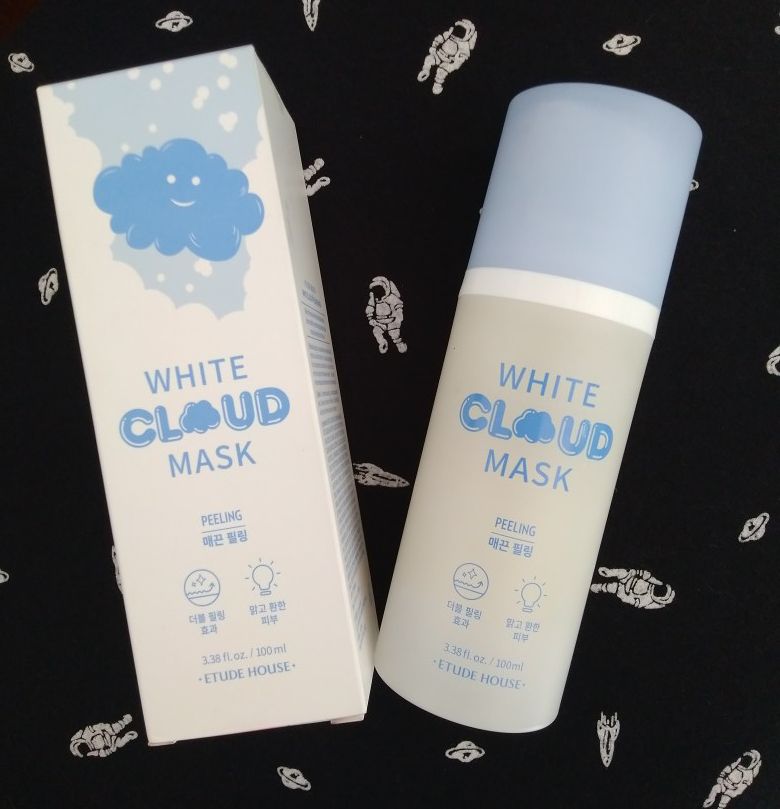 WHITE
CLOUD
MASK
PEELING
매끈 필링
더블 필링
효과
맑고 환한
피부
3.38 fl. oz. / 100 ml
·ETUDE HOUSE·
WHITE
CLOUD
MASK
PEELING
매끈 필링
더블 필링
효과
맑고 환한
피부
3.38 fl. oz. / 100ml
·ETUDE HOUSE·